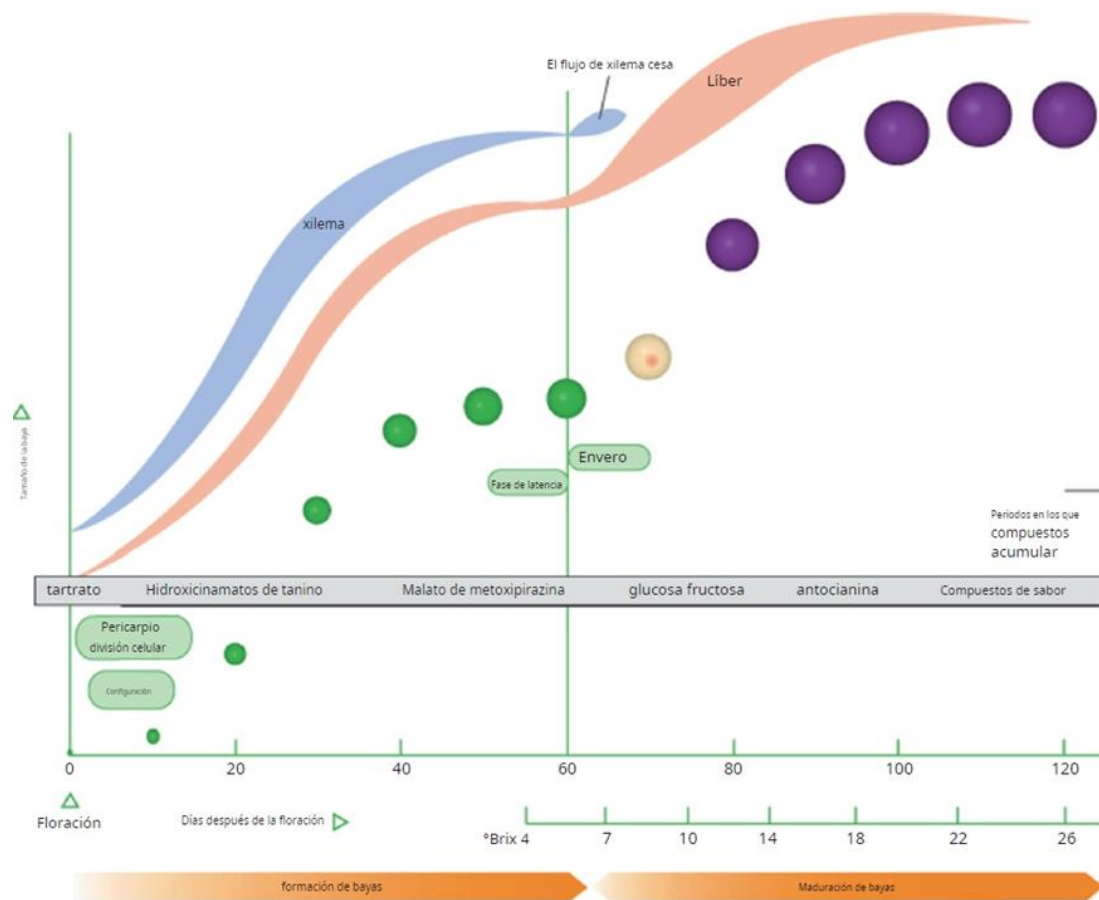 El flujo de xilema cesa
Líber
xilema
Tamaño de la baya
Envero
Fase de latencia
Periodos en los que
compuestos
acumular
tartrato
Hidroxicinamatos de tanino
Malato de metoxipirazina
glucosa fructosa
antocianina
Compuestos de sabor
Pericarpio
división celular
Configuración
0 20 40 60 80 100 120
Floración
Días después de la floración
°Brix 4 7 10 14 18 22 26
formación de bayas
Maduración de bayas